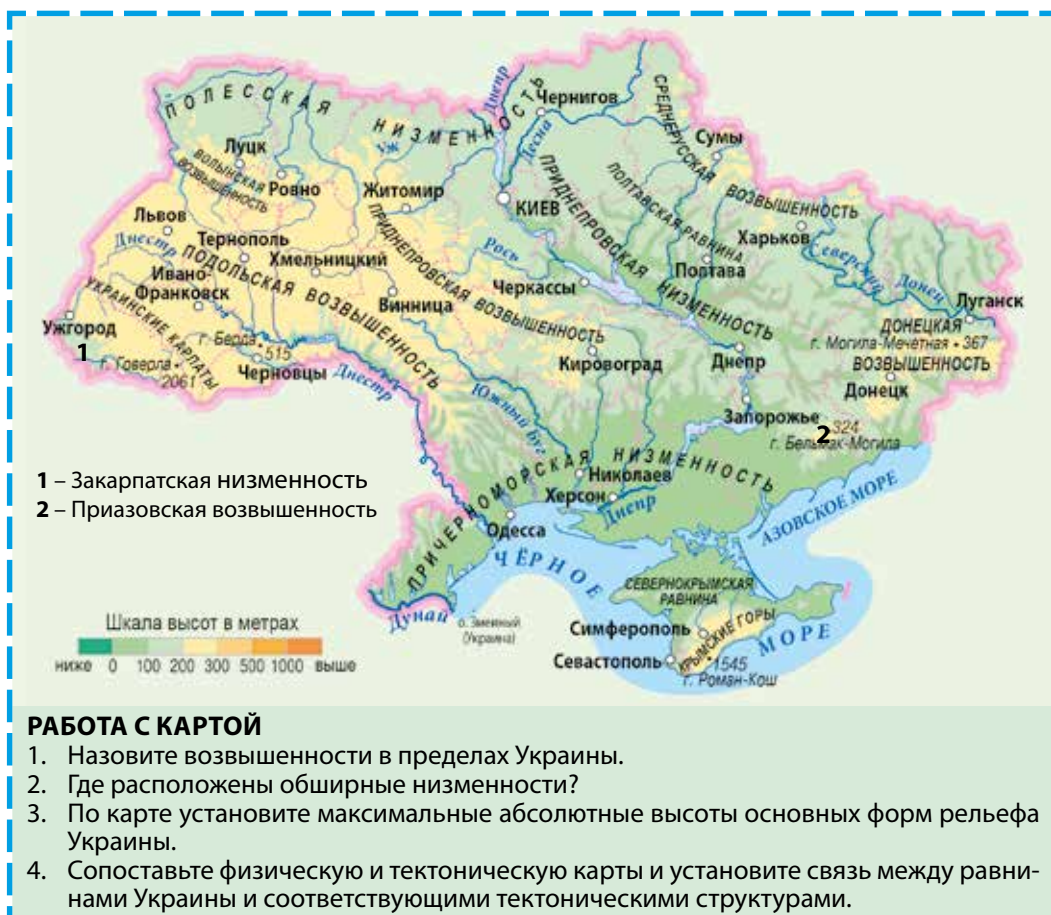 ПОЛЕССКАЯ НИЗМЕННОСТЬ
Днепр
Чернигов
Десна
СРЕДНЕРУССКАЯ ВОЗВЫШЕННОСТЬ
Сумы
Луцк
ВОЛЫНСКАЯ
ВОЗВЫШЕННОСТЬ
Ровно
Уж
Житомир
КИЕВ
ПРИДНЕПРОВСКАЯ НИЗМЕННОСТЬ
ПОЛТАВСКАЯ РАВНИНА
Харьков
Львов
Днестр
Тернополь
ПОДОЛЬСКАЯ ВОЗВЫШЕННОСТЬ
Хмельницкий
ПРИДНЕПРОВСКАЯ ВОЗВЫШЕННОСТЬ
Рось
Полтава
Северский Донец
Ивано-
Франковск
Винница
Черкассы
Луганск
УКРАИНСКИЕ КАРПАТЫ
Ужгород
1
г. Говерла
2061
г. Берда
515
Черновцы
Днестр
Кировоград
Днепр
ДОНЕЦКАЯ
г. Могила-Мечетная 367
ВОЗВЫШЕННОСТЬ
Донецк
Южный Буг
Запорожье
2
324
г. Бельмак-Могила
1 – Закарпатская низменность
2 – Приазовская возвышенность
ПРИЧЕРНОМОРСКАЯ НИЗМЕННОСТЬ
Николаев
Херсон
Днепр
Одесса
АЗОВСКОЕ МОРЕ
ЧЁРНОЕ МОРЕ
Дунай
о. Змеиный
(Украина)
СЕВЕРНОКРЫМСКАЯ
РАВНИНА
Симферополь
КРЫМСКИЕ ГОРЫ
Севастополь
1545
г. Роман-Кош
Шкала высот в метрах
ниже 0 100 200 300 500 1000 выше
РАБОТА С КАРТОЙ
1. Назовите возвышенности в пределах Украины.
2. Где расположены обширные низменности?
3. По карте установите максимальные абсолютные высоты основных форм рельефа
Украины.
4. Сопоставьте физическую и тектоническую карты и установите связь между равни-
нами Украины и соответствующими тектоническими структурами.